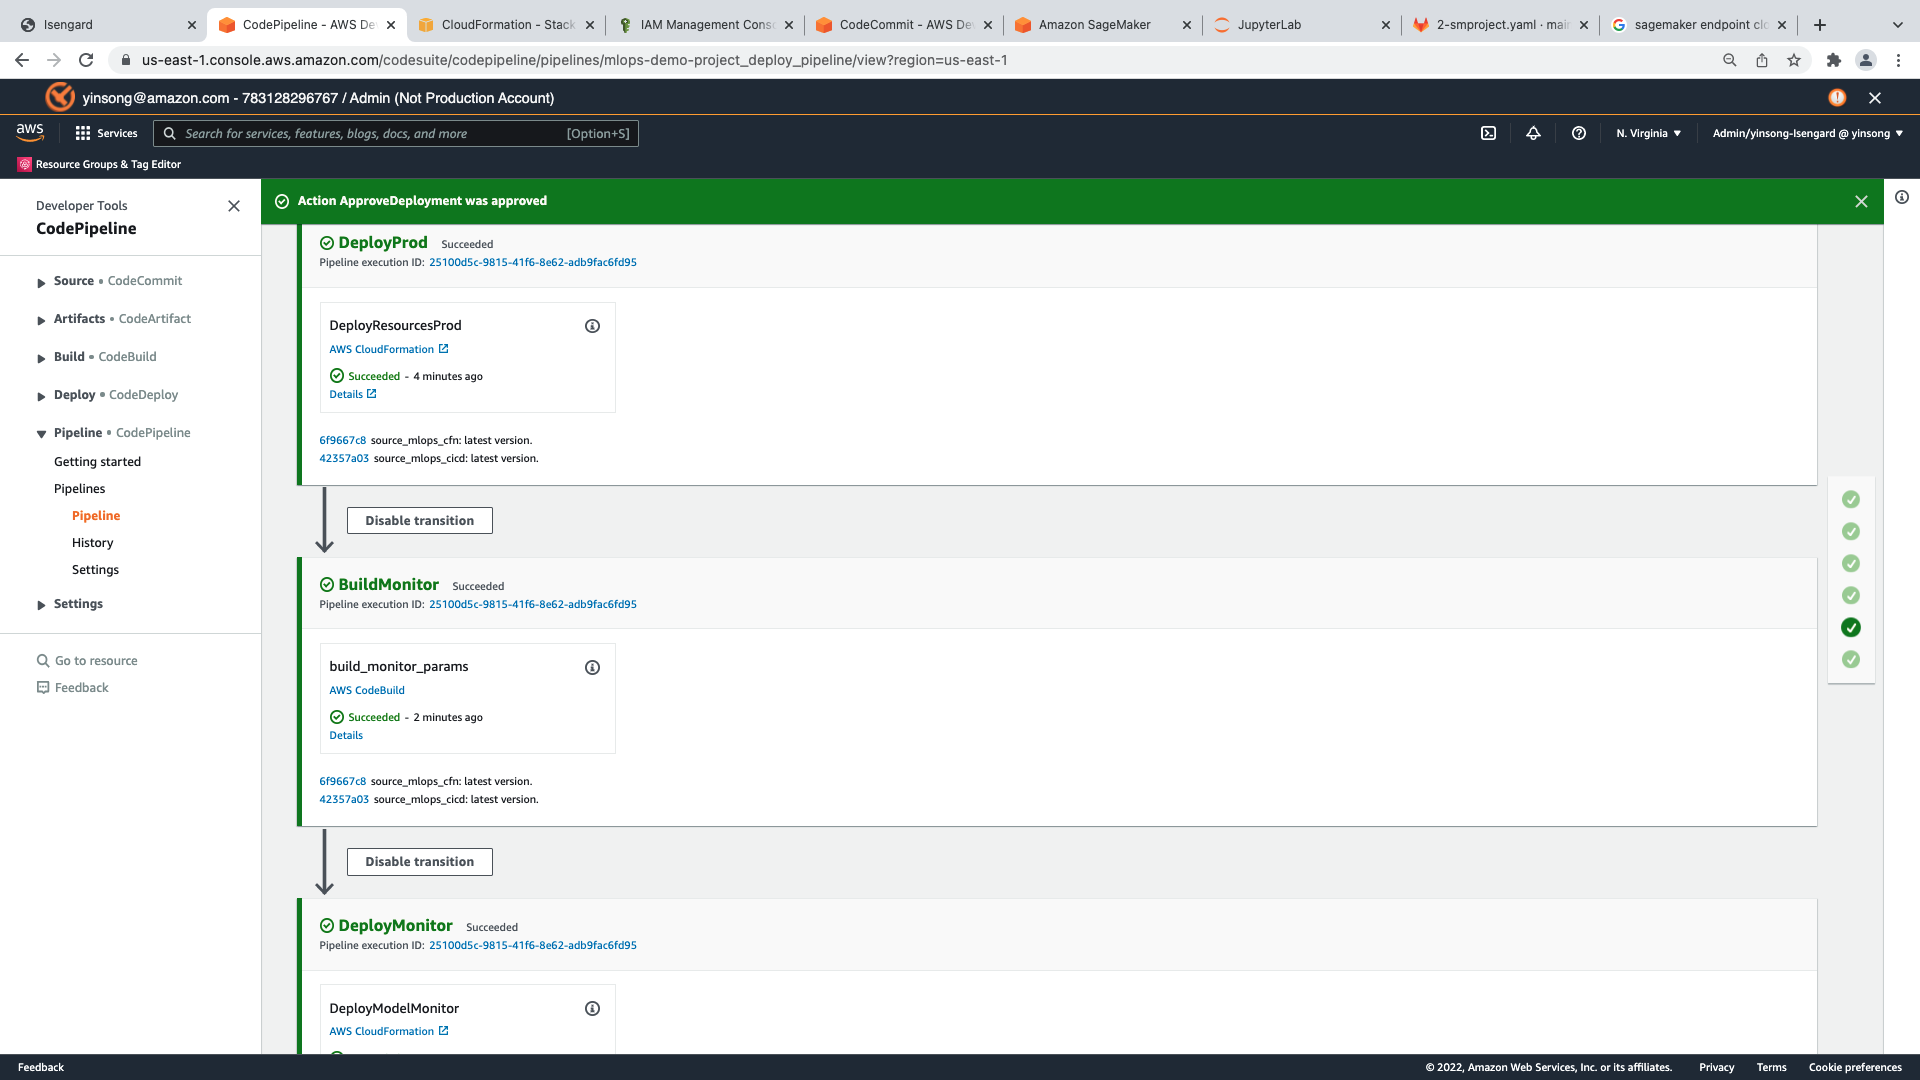 Isengard
CodePipeline - AWS De
CloudFormation - Stack
IAM Management Conso
CodeCommit - AWS Dev
Amazon SageMaker
JupyterLab
2-smproject.yaml · mai
sagemaker endpoint clo
us-east-1.console.aws.amazon.com/codesuite/codepipeline/pipelines/mlops-demo-project_deploy_pipeline/view?region=us-east-1
yinsong@amazon.com - 783128296767 / Admin (Not Production Account)
aws
Services
Search for services, features, blogs, docs, and more
[Option+S]
N. Virginia
Admin/yinsong-Isengard @ yinsong
Resource Groups & Tag Editor
Developer Tools
CodePipeline
Source • CodeCommit
Artifacts • CodeArtifact
Build • CodeBuild
Deploy • CodeDeploy
Pipeline • CodePipeline
Getting started
Pipelines
Pipeline
History
Settings
Settings
Go to resource
Feedback
Action ApproveDeployment was approved
DeployProd Succeeded
Pipeline execution ID: 25100d5c-9815-41f6-8e62-adb9fac6fd95
DeployResourcesProd
AWS CloudFormation
Succeeded - 4 minutes ago
Details
6f9667c8 source_mlops_cfn: latest version.
42357a03 source_mlops_cicd: latest version.
Disable transition
BuildMonitor Succeeded
Pipeline execution ID: 25100d5c-9815-41f6-8e62-adb9fac6fd95
build_monitor_params
AWS CodeBuild
Succeeded - 2 minutes ago
Details
6f9667c8 source_mlops_cfn: latest version.
42357a03 source_mlops_cicd: latest version.
Disable transition
DeployMonitor Succeeded
Pipeline execution ID: 25100d5c-9815-41f6-8e62-adb9fac6fd95
DeployModelMonitor
AWS CloudFormation
Feedback
© 2022, Amazon Web Services, Inc. or its affiliates.
Privacy
Terms
Cookie preferences